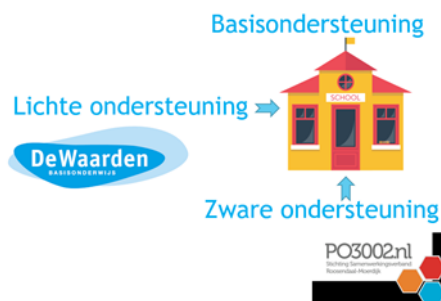 Basisondersteuning
SCHOOL
Lichte ondersteuning
DeWaarden
BASISONDERWIJS
Zware ondersteuning
PO3002.nl
Stichting Samenwerkingsverband
Roosendaal-Moerdijk